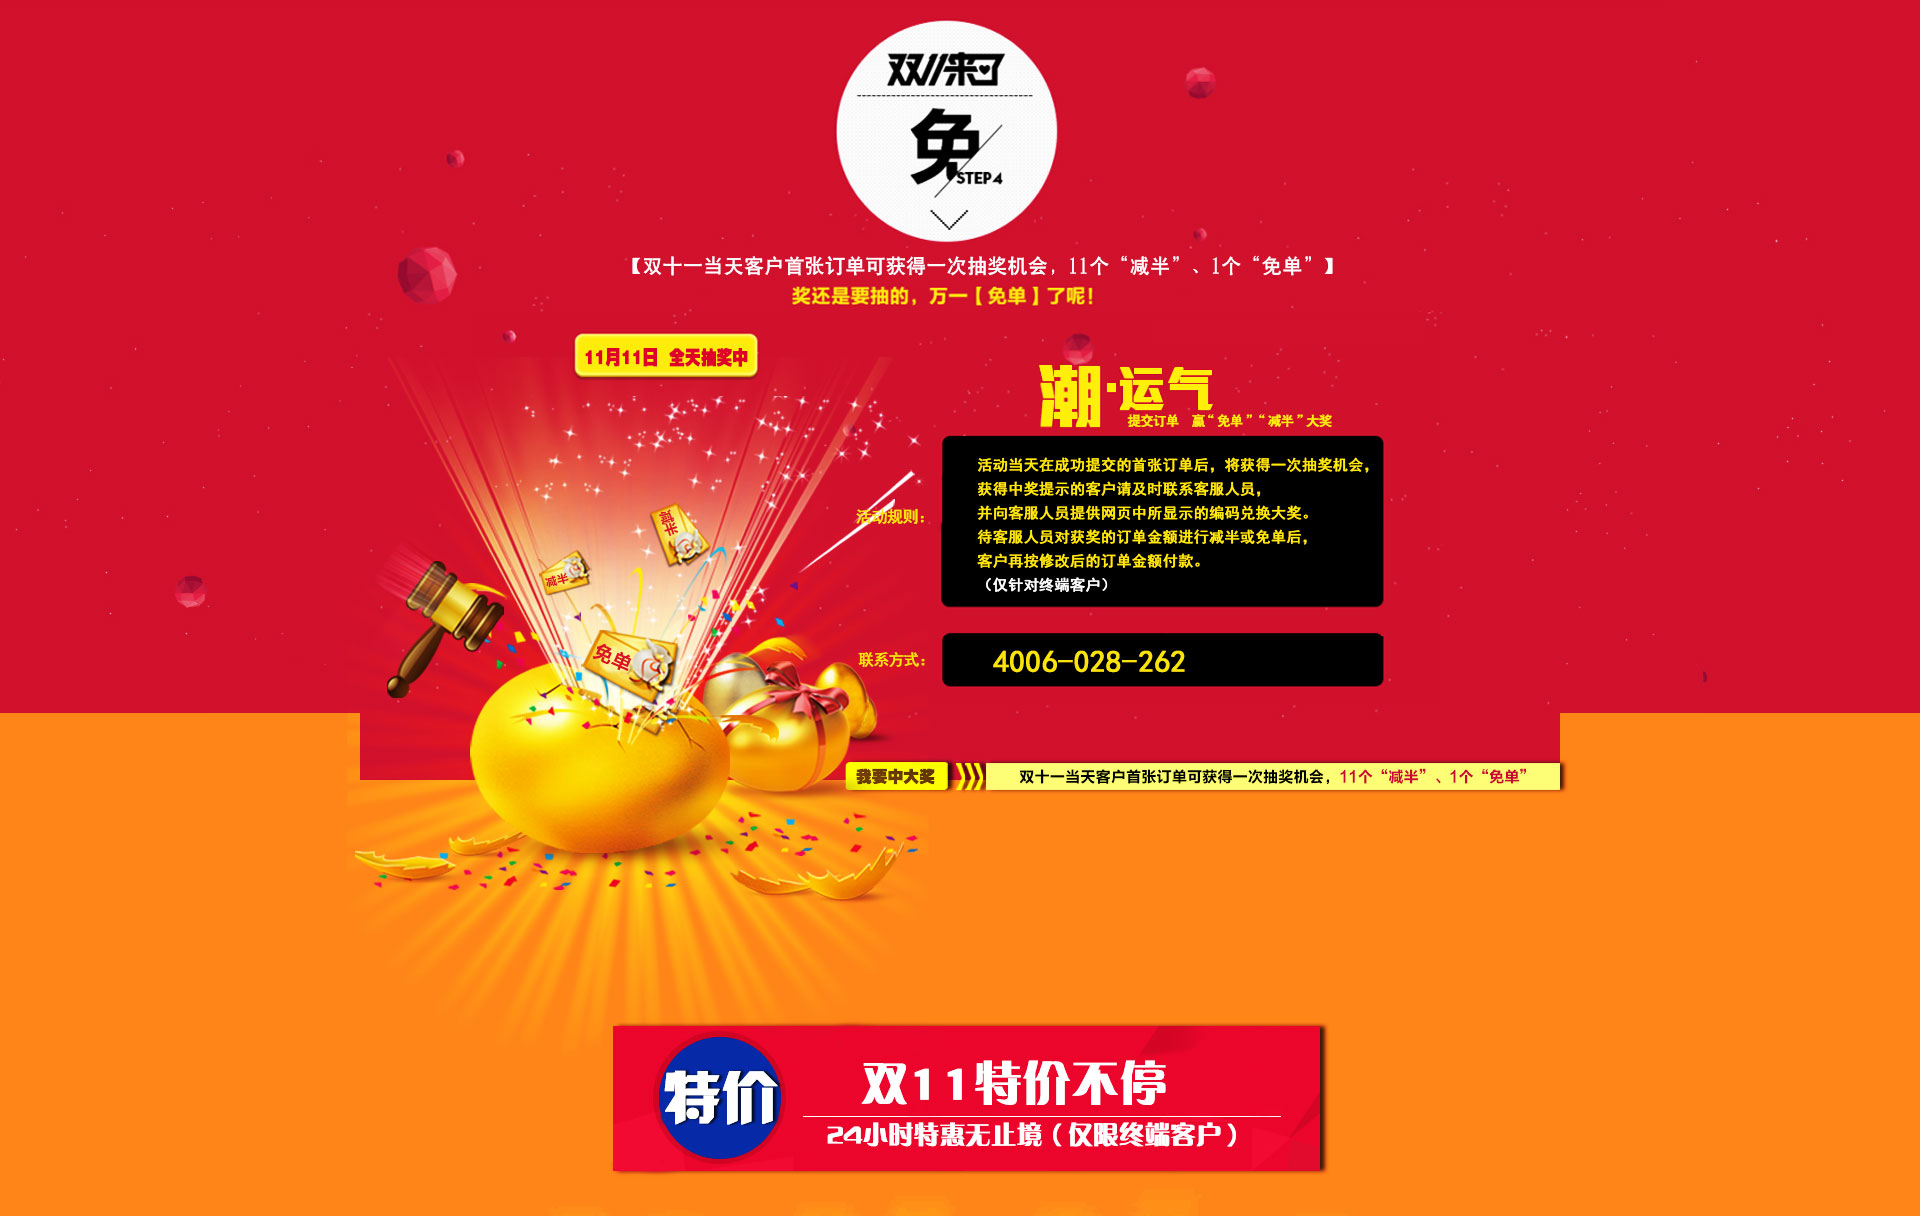 双11来了
免
STEP 4
【双十一当天客户首张订单可获得一次抽奖机会，11个“减半”、1个“免单”】
奖还是要抽的，万一【免单】了呢！
11月11日 全天抽奖中
潮·运气
提交订单 赢“免单”“减半”大奖
活动规则：
活动当天在成功提交的首张订单后，将获得一次抽奖机会，
获得中奖提示的客户请及时联系客服人员，
并向客服人员提供网页中所显示的编码兑换大奖。
待客服人员对获奖的订单金额进行减半或免单后，
客户再按修改后的订单金额付款。
（仅针对终端客户）
减半
减半
免单
联系方式：
4006-028-262
我要中大奖
双十一当天客户首张订单可获得一次抽奖机会，11个“减半”、1个“免单”
特价
双11特价不停
24小时特惠无止境（仅限终端客户）